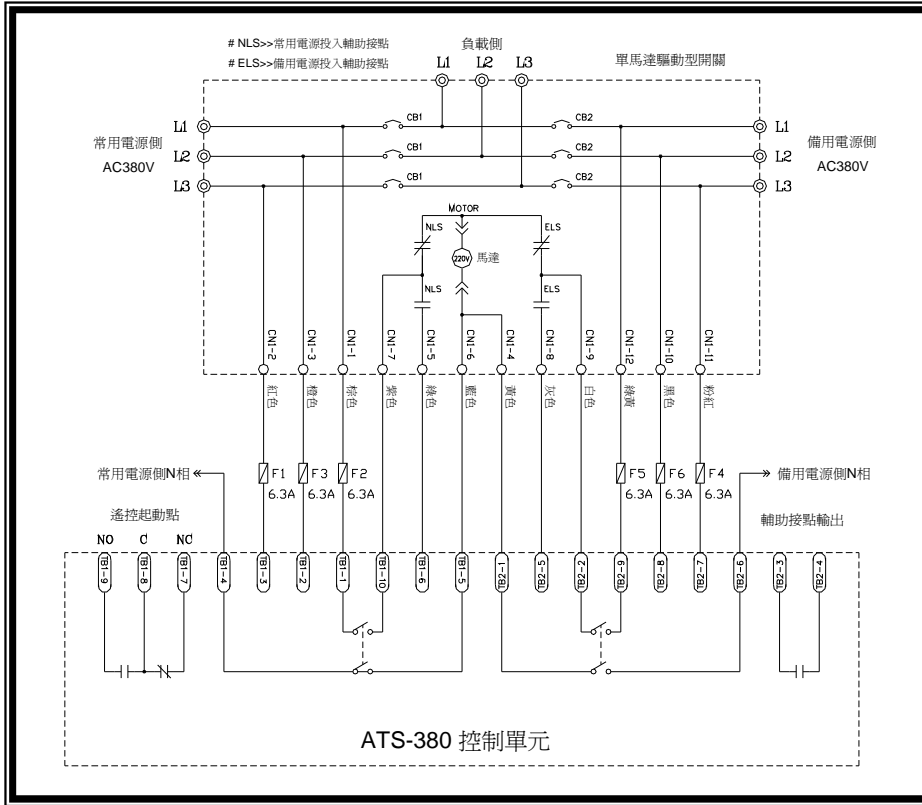 # NLS>>常用電源投入輔助接點
# ELS>>備用電源投入輔助接點
負載側
L1 L2 L3
單馬達驅動型開關
常用電源側
AC380V
L1
L2
L3
CB1 CB2
CB1 CB2
CB1 CB2
L1
L2
L3
備用電源側
AC380V
MOTOR
NLS ELS
220V 馬達
NLS ELS
CN1-2 CN1-3 CN1-1 CN1-7 CN1-5 CN1-6 CN1-4 CN1-8 CN1-9 CN1-12 CN1-10 CN1-11
紅色 橙色 棕色 紫色 綠色 藍色 黃色 灰色 白色 綠黃 黑色 粉紅
常用電源側N相
F1 F3 F2 F5 F6 F4
6.3A 6.3A 6.3A 6.3A 6.3A 6.3A
備用電源側N相
遙控起動點
輔助接點輸出
NO C NC
TB1-9 TB1-8 TB1-7 TB1-4 TB1-3 TB1-2 TB1-1 TB1-10 TB1-6 TB1-5 TB2-1 TB2-5 TB2-2 TB2-9 TB2-8 TB2-7 TB2-6 TB2-3 TB2-4
ATS-380 控制單元